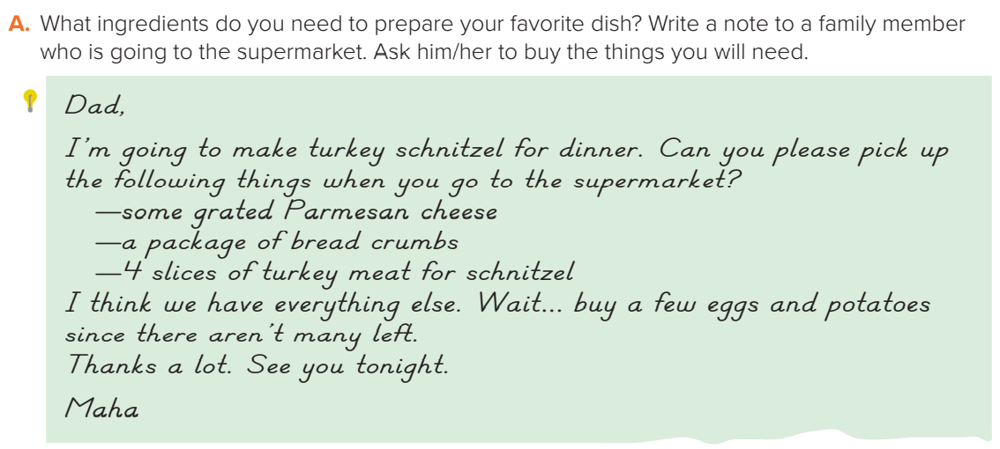 A. What ingredients do you need to prepare your favorite dish? Write a note to a family member
who is going to the supermarket. Ask him/her to buy the things you will need.
Dad,
I'm going to make turkey schnitzel for dinner. Can you please pick up
the following things when you go to the supermarket?
—some grated Parmesan cheese
—a package of bread crumbs
—4 slices of turkey meat for schnitzel
I think we have everything else. Wait... buy a few eggs and potatoes
since there aren't many left.
Thanks a lot. See you tonight.
Maha